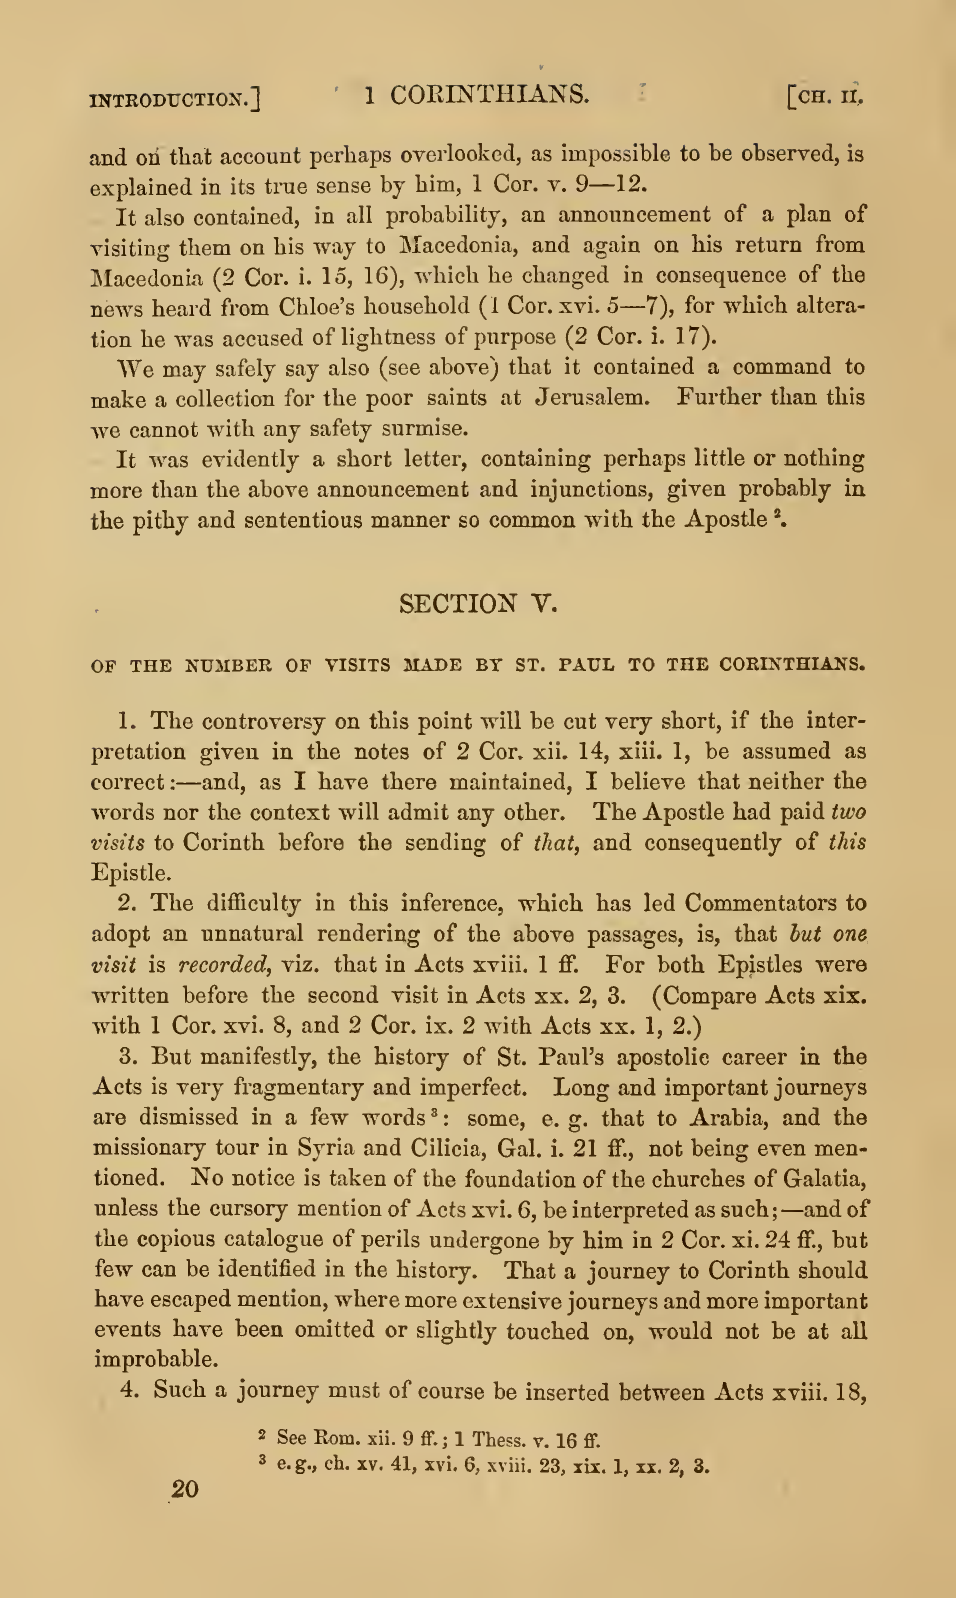 INTRODUCTION.] 1 CORINTHIANS. [CH. II.
and on that account perhaps overlooked, as impossible to be observed, is
explained in its true sense by him, 1 Cor. v. 9—12.
It also contained, in all probability, an announcement of a plan of
visiting them on his way to Macedonia, and again on his return from
Macedonia (2 Cor. i. 15, 16), which he changed in consequence of the
news heard from Chloe's household (1 Cor. xvi. 5—7), for which altera-
tion he was accused of lightness of purpose (2 Cor. i. 17).
We may safely say also (see above) that it contained a command to
make a collection for the poor saints at Jerusalem. Further than this
we cannot with any safety surmise.
It was evidently a short letter, containing perhaps little or nothing
more than the above announcement and injunctions, given probably in
the pithy and sententious manner so common with the Apostle ².
SECTION V.
OF THE NUMBER OF VISITS MADE BY ST. PAUL TO THE CORINTHIANS.
1. The controversy on this point will be cut very short, if the inter-
pretation given in the notes of 2 Cor. xii. 14, xiii. 1, be assumed as
correct:—and, as I have there maintained, I believe that neither the
words nor the context will admit any other. The Apostle had paid two
visits to Corinth before the sending of that, and consequently of this
Epistle.
2. The difficulty in this inference, which has led Commentators to
adopt an unnatural rendering of the above passages, is, that but one
visit is recorded, viz. that in Acts xviii. 1 ff. For both Epistles were
written before the second visit in Acts xx. 2, 3. (Compare Acts xix.
with 1 Cor. xvi. 8, and 2 Cor. ix. 2 with Acts xx. 1, 2.)
3. But manifestly, the history of St. Paul's apostolic career in the
Acts is very fragmentary and imperfect. Long and important journeys
are dismissed in a few words ³: some, e. g. that to Arabia, and the
missionary tour in Syria and Cilicia, Gal. i. 21 ff., not being even men-
tioned. No notice is taken of the foundation of the churches of Galatia,
unless the cursory mention of Acts xvi. 6, be interpreted as such;—and of
the copious catalogue of perils undergone by him in 2 Cor. xi. 24 ff., but
few can be identified in the history. That a journey to Corinth should
have escaped mention, where more extensive journeys and more important
events have been omitted or slightly touched on, would not be at all
improbable.
4. Such a journey must of course be inserted between Acts xviii. 18,
² See Rom. xii. 9 ff.; 1 Thess. v. 16 ff.
³ e.g., ch. xv. 41, xvi. 6, xviii. 23, xix. 1, xx. 2, 3.
20